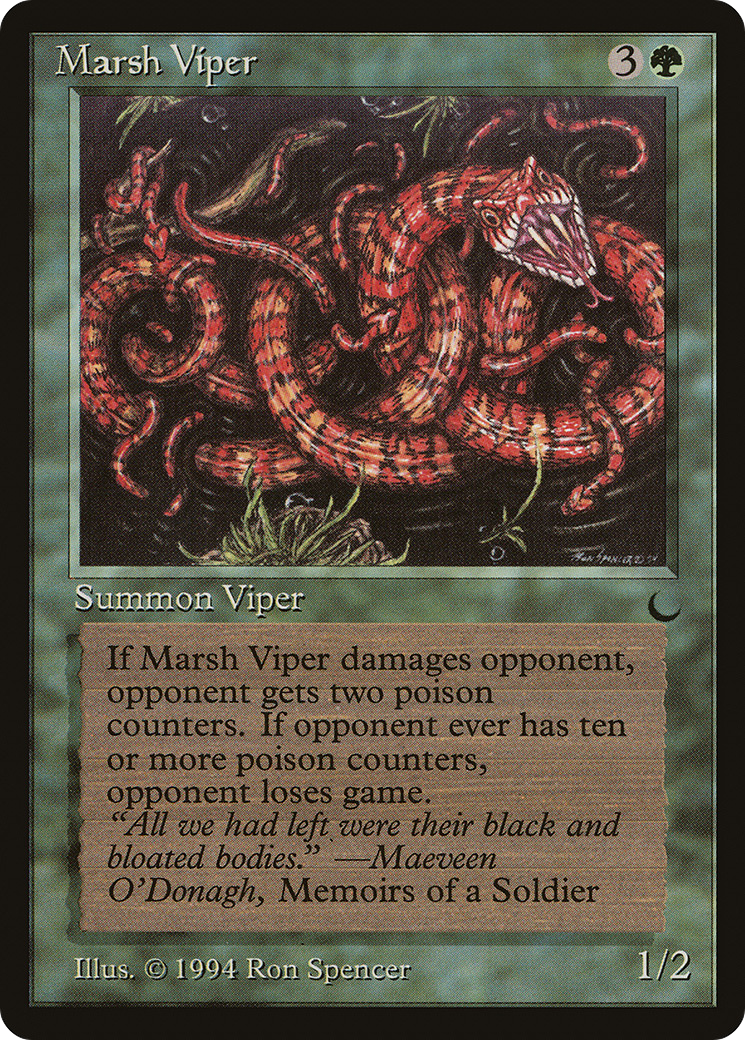 Marsh Viper 3
Summon Viper
If Marsh Viper damages opponent,
opponent gets two poison
counters. If opponent ever has ten
or more poison counters,
opponent loses game.
“All we had left were their black and
bloated bodies.” —Maeveen
O’Donagh, Memoirs of a Soldier
Illus. © 1994 Ron Spencer 1/2